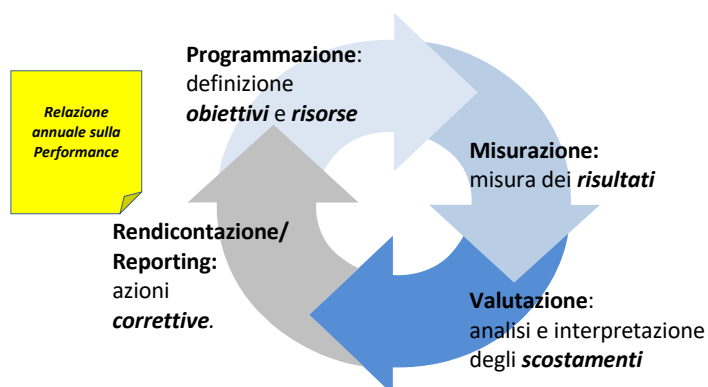 Programmazione:
definizione
obiettivi e risorse
Relazione
annuale sulla
Performance
Misurazione:
misura dei risultati
Rendicontazione/
Reporting:
azioni
correttive.
Valutazione:
analisi e interpretazione
degli scostamenti